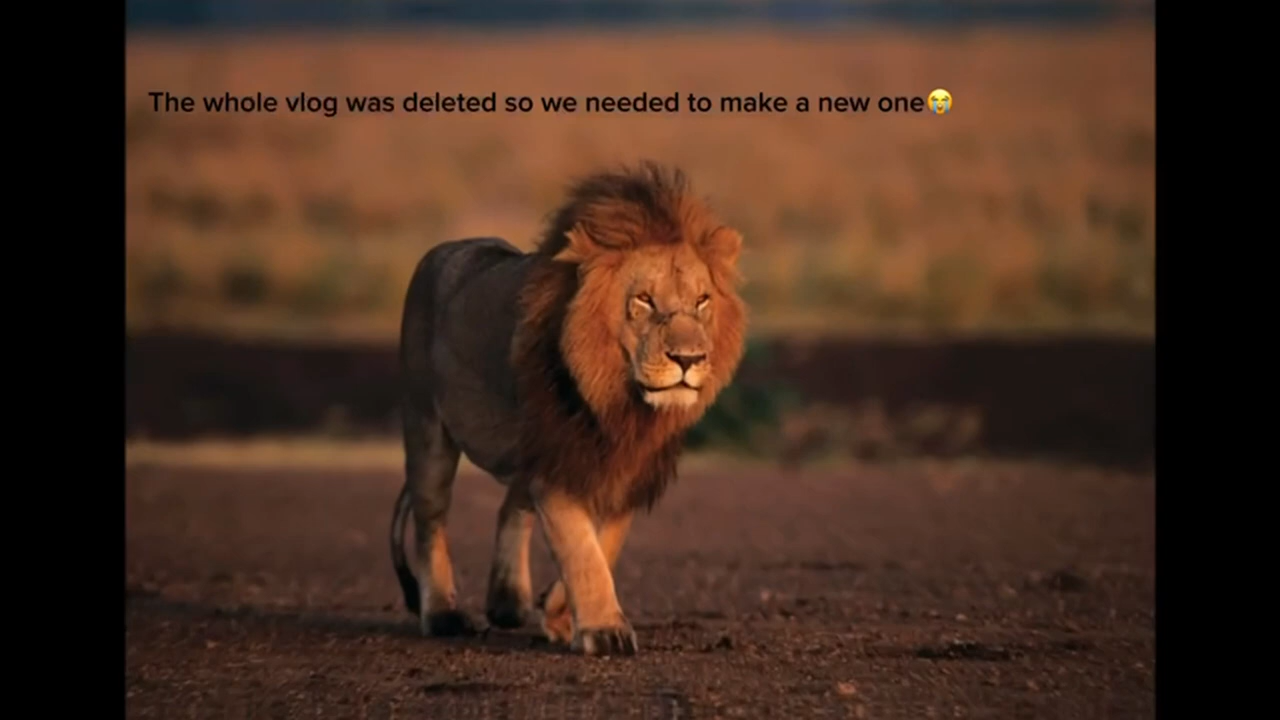 The whole vlog was deleted so we needed to make a new one😭